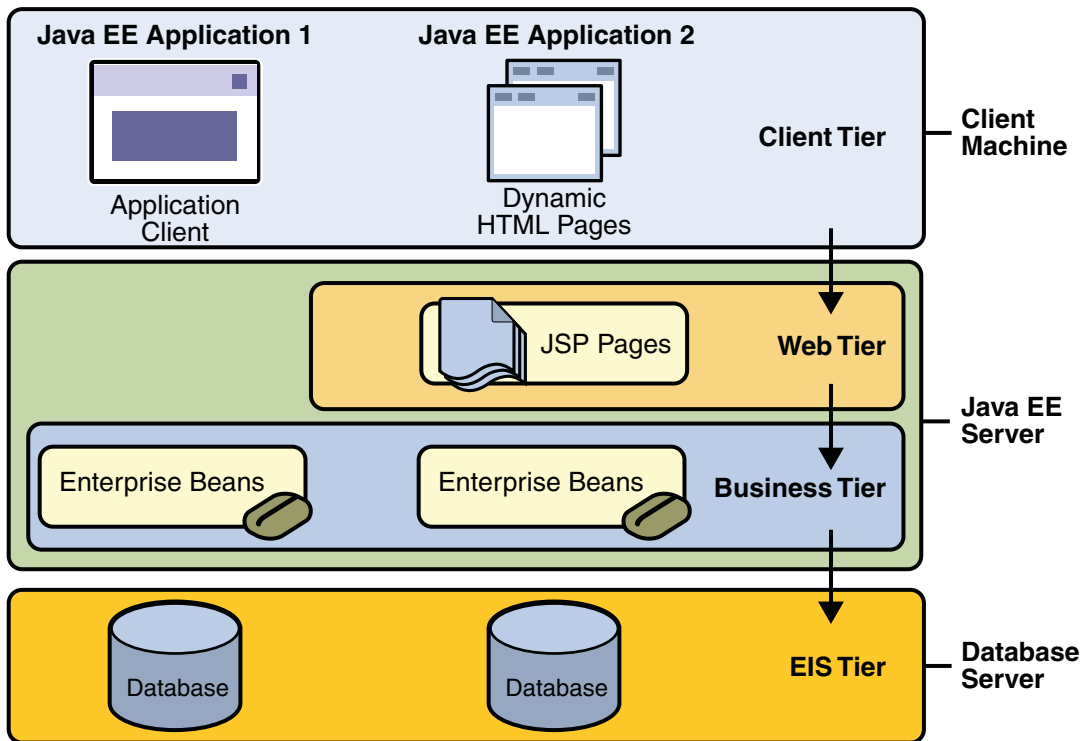 Java EE Application 1
Java EE Application 2
Application
Client
Dynamic
HTML Pages
Client Tier
Client
Machine
JSP Pages
Web Tier
Java EE
Server
Enterprise Beans
Enterprise Beans
Business Tier
Database
Database
EIS Tier
Database
Server